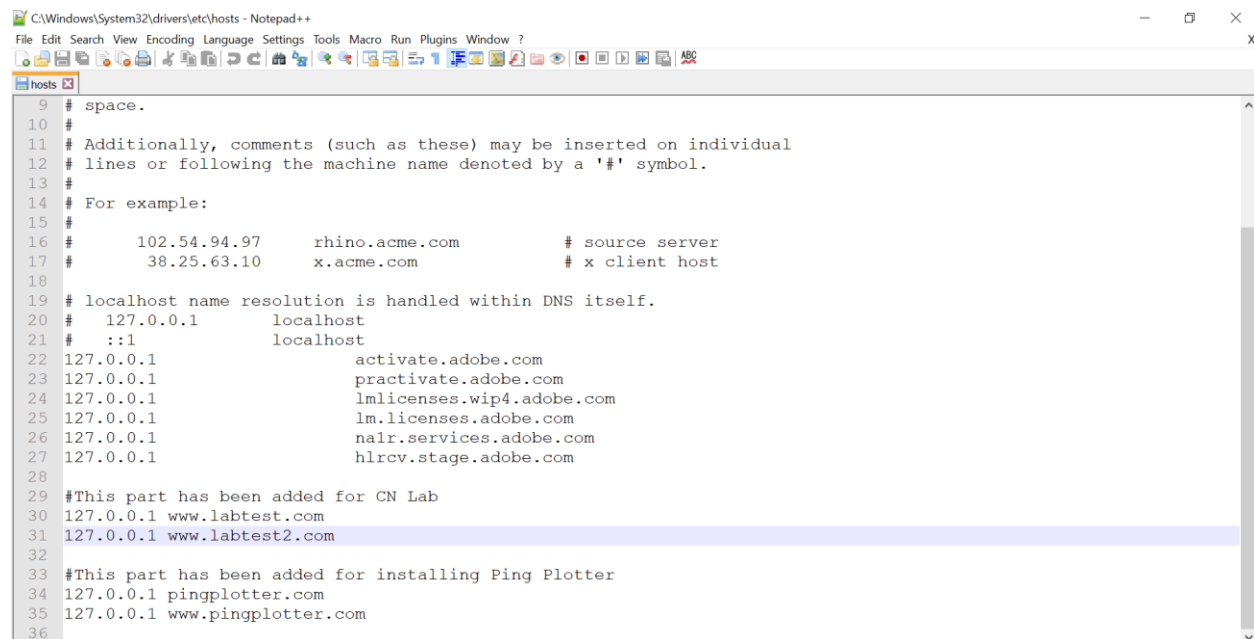 C:\Windows\System32\drivers\etc\hosts - Notepad++
File Edit Search View Encoding Language Settings Tools Macro Run Plugins Window ?
X
ABC
hosts
9 # space.
10 #
11 # Additionally, comments (such as these) may be inserted on individual
12 # lines or following the machine name denoted by a '#' symbol.
13 #
14 # For example:
15 #
16 #      102.54.94.97     rhino.acme.com          # source server
17 #       38.25.63.10     x.acme.com              # x client host
18
19 # localhost name resolution is handled within DNS itself.
20 #   127.0.0.1       localhost
21 #   ::1             localhost
22 127.0.0.1                   activate.adobe.com
23 127.0.0.1                   practivate.adobe.com
24 127.0.0.1                   lmlicenses.wip4.adobe.com
25 127.0.0.1                   lm.licenses.adobe.com
26 127.0.0.1                   na1r.services.adobe.com
27 127.0.0.1                   hlrcv.stage.adobe.com
28
29 #This part has been added for CN Lab
30 127.0.0.1 www.labtest.com
31 127.0.0.1 www.labtest2.com
32
33 #This part has been added for installing Ping Plotter
34 127.0.0.1 pingplotter.com
35 127.0.0.1 www.pingplotter.com
36